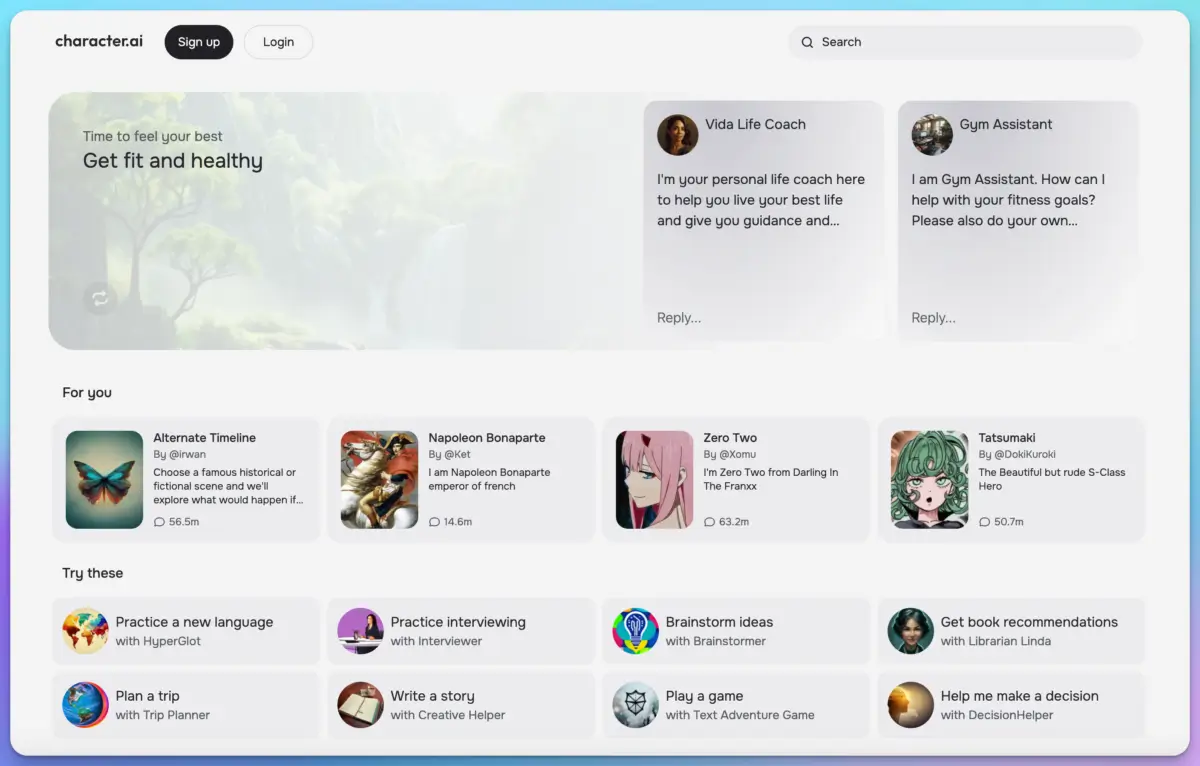 character.ai
Sign up
Login
Search
Time to feel your best
Get fit and healthy
Vida Life Coach
I'm your personal life coach here
to help you live your best life
and give you guidance and...
Reply...
Gym Assistant
I am Gym Assistant. How can I
help with your fitness goals?
Please also do your own...
Reply...
For you
Alternate Timeline
By @irwan
Choose a famous historical or
fictional scene and we'll
explore what would happen if...
56.5m
Napoleon Bonaparte
By @Ket
I am Napoleon Bonaparte
emperor of french
14.6m
Zero Two
By @Xomu
I'm Zero Two from Darling In
The Franxx
63.2m
Tatsumaki
By @DokiKuroki
The Beautiful but rude S-Class
Hero
50.7m
Try these
Practice a new language
with HyperGlot
Practice interviewing
with Interviewer
Brainstorm ideas
with Brainstormer
Get book recommendations
with Librarian Linda
Plan a trip
with Trip Planner
Write a story
with Creative Helper
Play a game
with Text Adventure Game
Help me make a decision
with DecisionHelper